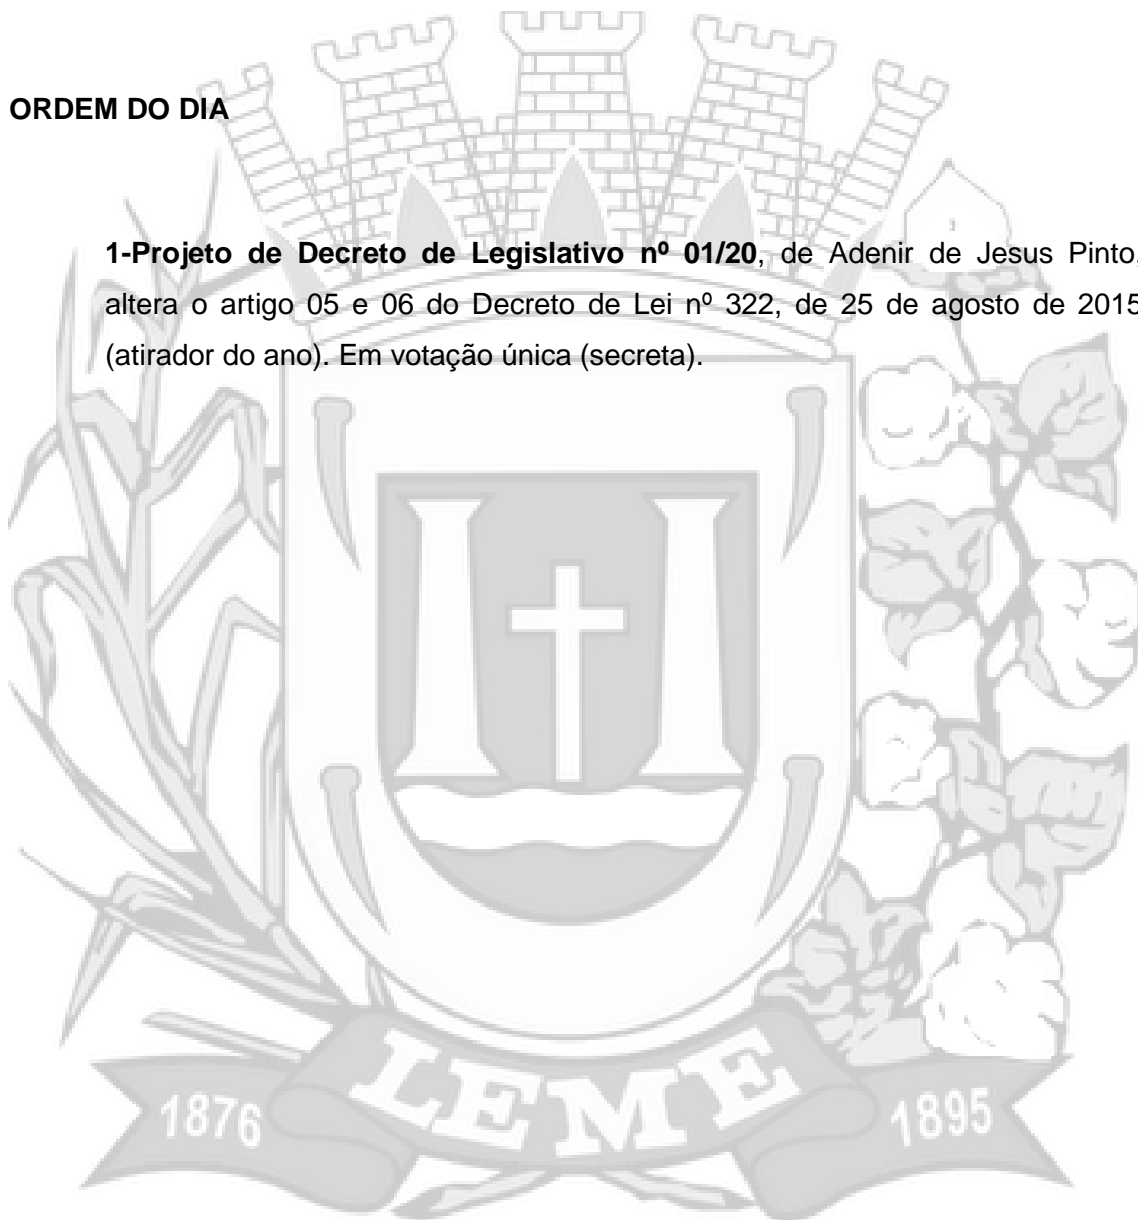 ORDEM DO DIA
1-Projeto de Decreto de Legislativo nº 01/20, de Adenir de Jesus Pinto,
altera o artigo 05 e 06 do Decreto de Lei nº 322, de 25 de agosto de 2015
(atirador do ano). Em votação única (secreta).
1876 LEME 1895